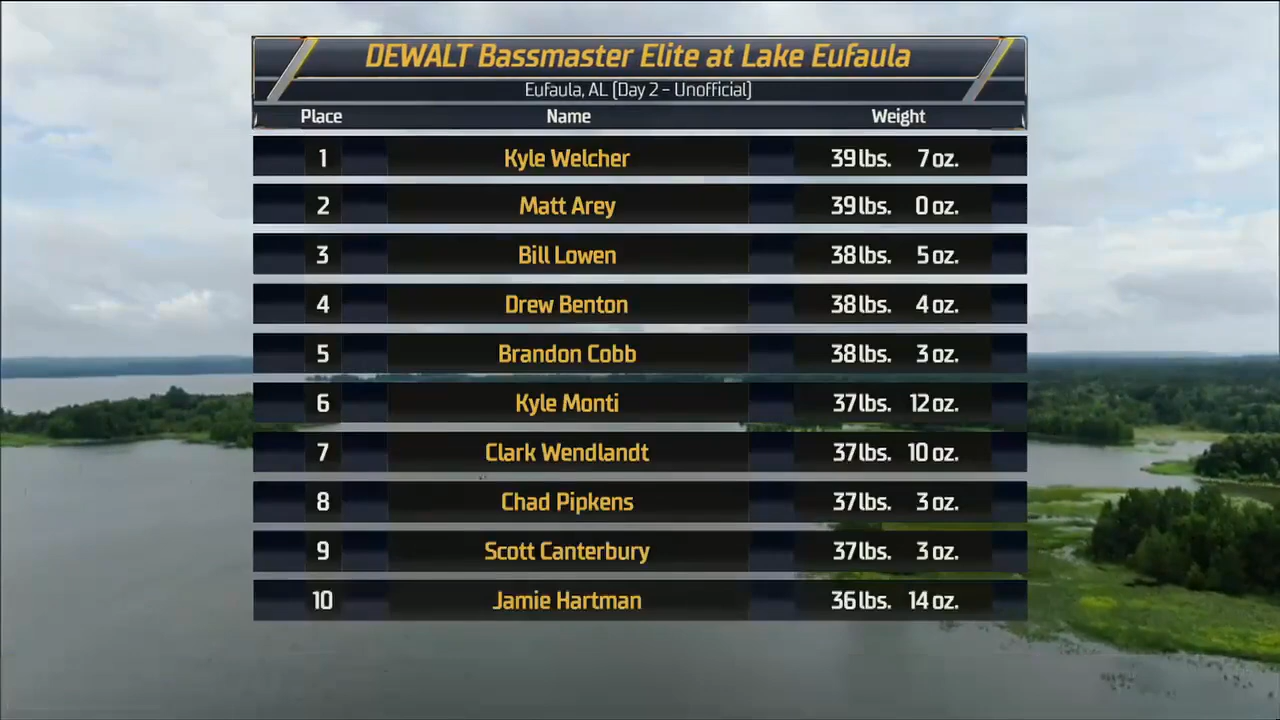 DEWALT Bassmaster Elite at Lake Eufaula
Eufaula, AL (Day 2 - Unofficial)
Place Name Weight
1 Kyle Welcher 39 lbs. 7 oz.
2 Matt Arey 39 lbs. 0 oz.
3 Bill Lowen 38 lbs. 5 oz.
4 Drew Benton 38 lbs. 4 oz.
5 Brandon Cobb 38 lbs. 3 oz.
6 Kyle Monti 37 lbs. 12 oz.
7 Clark Wendlandt 37 lbs. 10 oz.
8 Chad Pipkens 37 lbs. 3 oz.
9 Scott Canterbury 37 lbs. 3 oz.
10 Jamie Hartman 36 lbs. 14 oz.